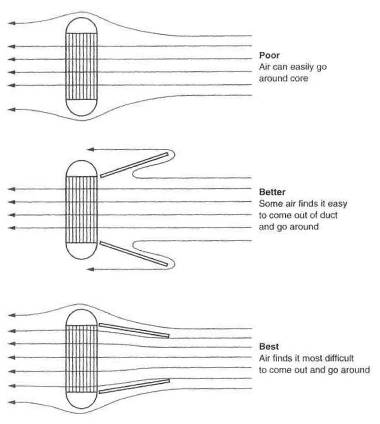 Poor
Air can easily go
around core
Better
Some air finds it easy
to come out of duct
and go around
Best
Air finds it most difficult
to come out and go around